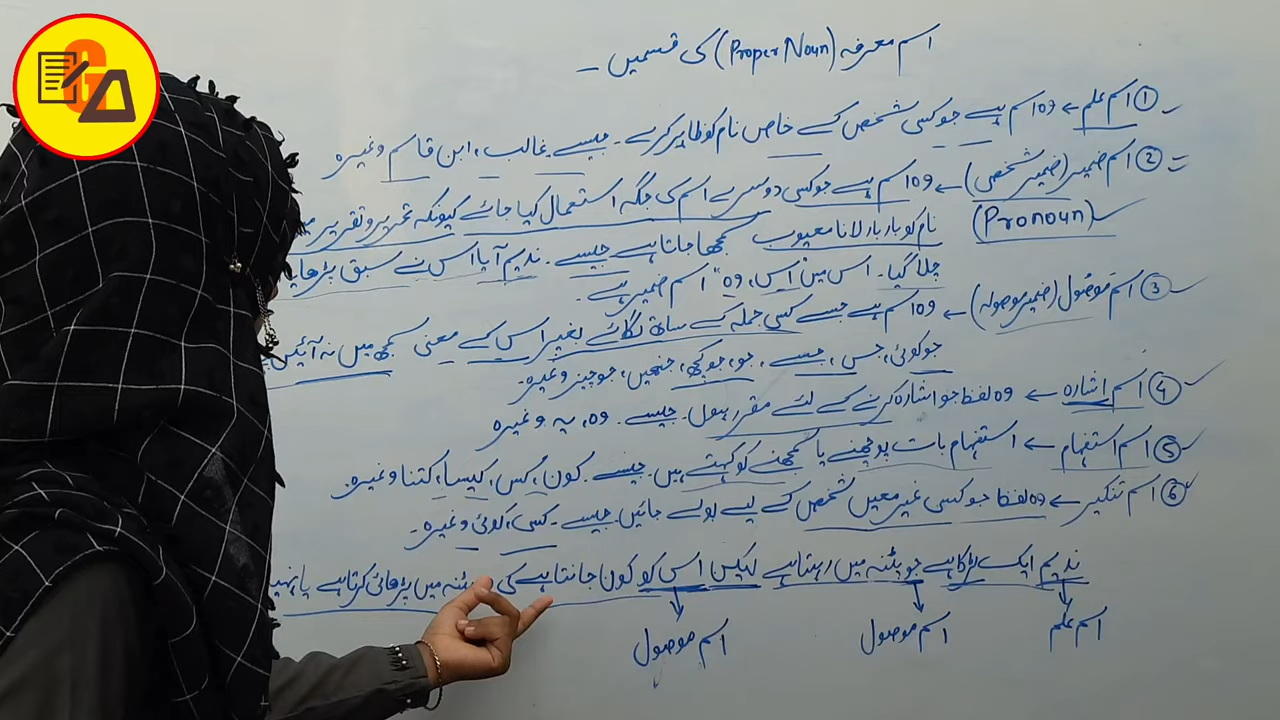 اسم معرفہ (Proper Noun) کی قسمیں ۔
① اسم علم ← وہ اسم ہے جو کسی شخص کے خاص نام کو ظاہر کرے ۔ جیسے غالب ، ابن قاسم وغیرہ
② اسم ضمیر (ضمیر شخصی) ← وہ اسم ہے جو کسی دوسرے اسم کی جگہ استعمال کیا جائے کیونکہ تحریر و تقریر
(Pronoun) نام کو بار بار لانا معیوب سمجھا جاتا ہے جیسے ۔ ندیم آیا اس نے سبق پڑھا
چلا گیا ۔ اس میں "اس ، وہ" اسم ضمیر ہے ۔
③ اسم موصول (ضمیر موصولہ) ← وہ اسم ہے جسے کسی جملہ کے ساتھ لگائے بغیر اس کے معنی سمجھ میں نہ آئیں
جو کوئی ، جس ، جسے ، جو ، جو کچھ ، جنھیں ، جو چیز وغیرہ ۔
④ اسم اشارہ ← وہ لفظ جو اشارہ کرنے کے لئے مقرر ہوں ۔ جیسے ۔ وہ ، یہ وغیرہ
⑤ اسم استفہام ← استفہام بات پوچھنے یا سمجھنے کو کہتے ہیں ۔ جیسے ۔ کون ، کس ، کیسا ، کتنا وغیرہ ۔
⑥ اسم تنکیر ← وہ لفظ جو کسی غیر معین شخص کے لیے بولے جائیں ۔ جیسے ۔ کسی ، کوئی وغیرہ ۔
ندیم ایک لڑکا ہے جو پٹنہ میں رہتا ہے لیکن اس کو کون جانتا ہے کی پٹنہ میں پڑھائی کرتا ہے یا نہیں
اسم علم اسم موصول اسم موصول